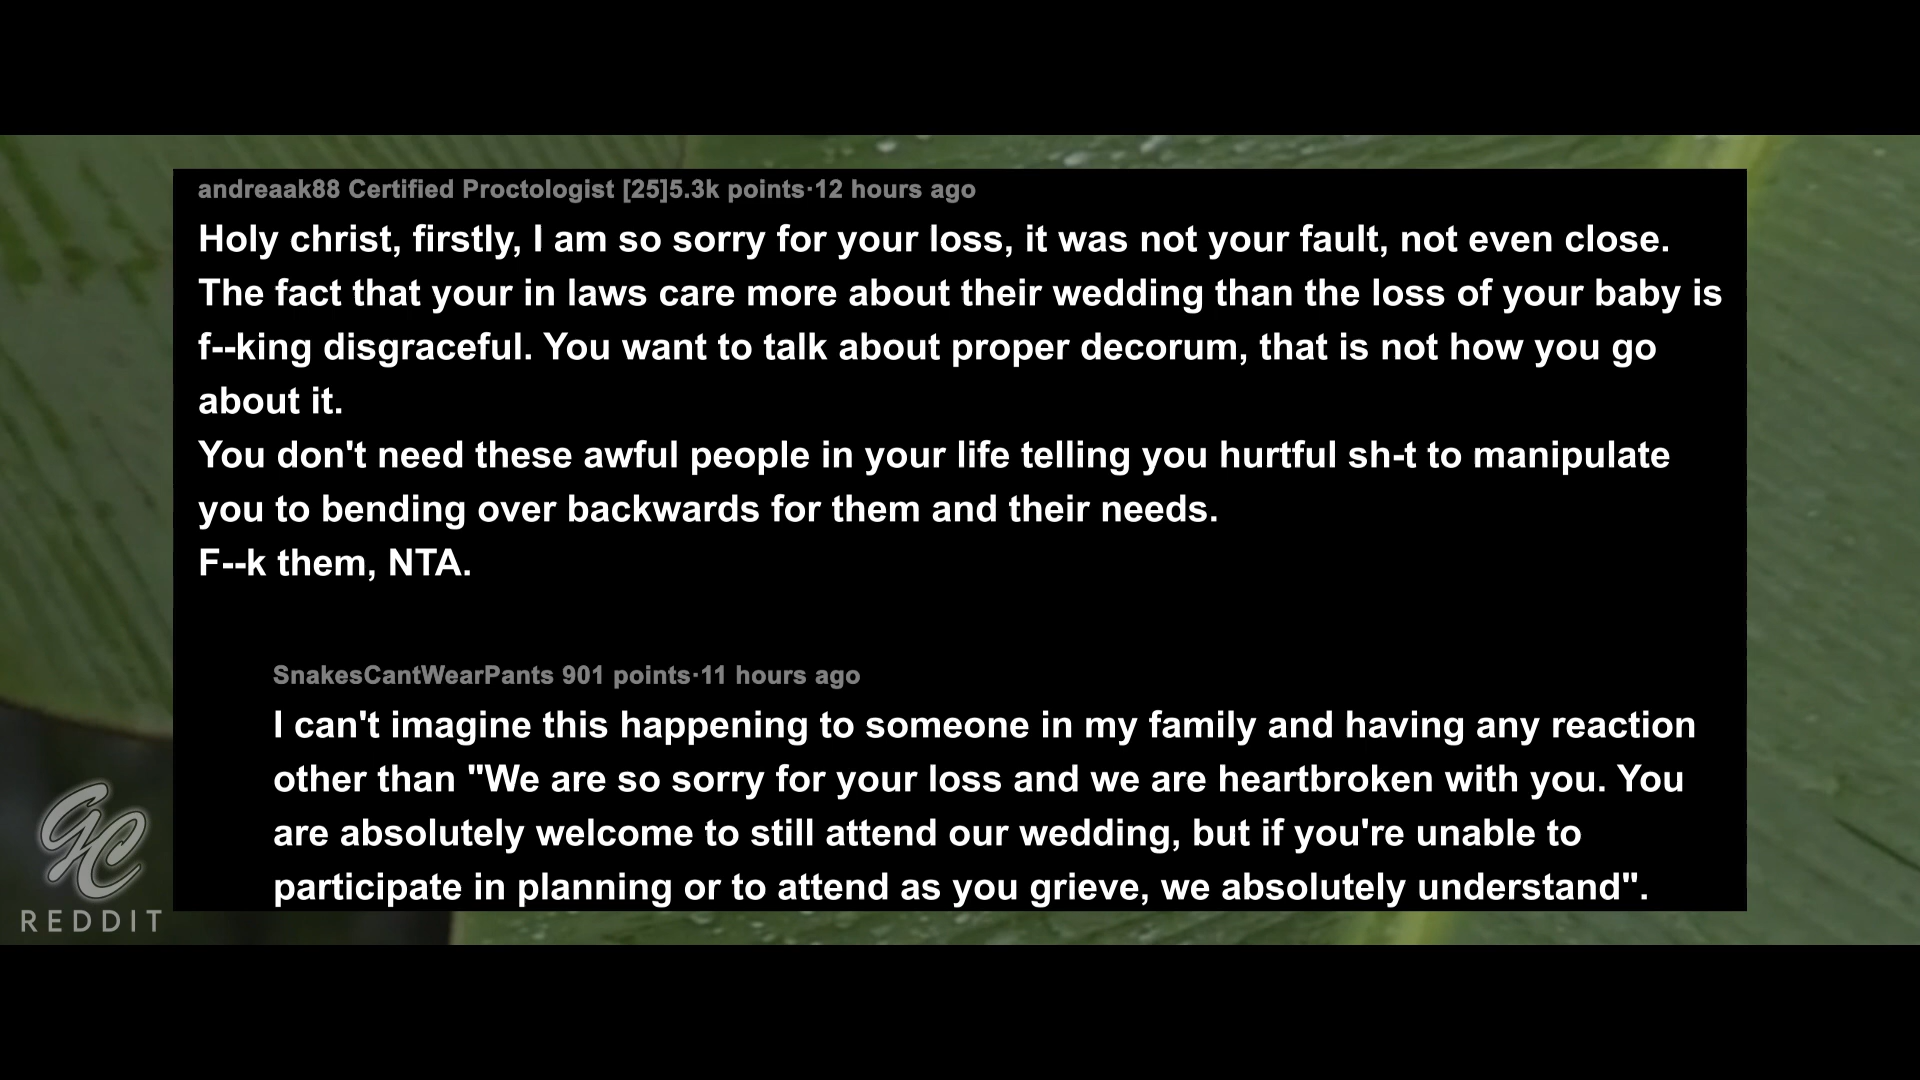 andreaak88 Certified Proctologist [25]5.3k points·12 hours ago
Holy christ, firstly, I am so sorry for your loss, it was not your fault, not even close.
The fact that your in laws care more about their wedding than the loss of your baby is
f--king disgraceful. You want to talk about proper decorum, that is not how you go
about it.
You don't need these awful people in your life telling you hurtful sh-t to manipulate
you to bending over backwards for them and their needs.
F--k them, NTA.
SnakesCantWearPants 901 points·11 hours ago
I can't imagine this happening to someone in my family and having any reaction
other than "We are so sorry for your loss and we are heartbroken with you. You
are absolutely welcome to still attend our wedding, but if you're unable to
participate in planning or to attend as you grieve, we absolutely understand".
GC
REDDIT